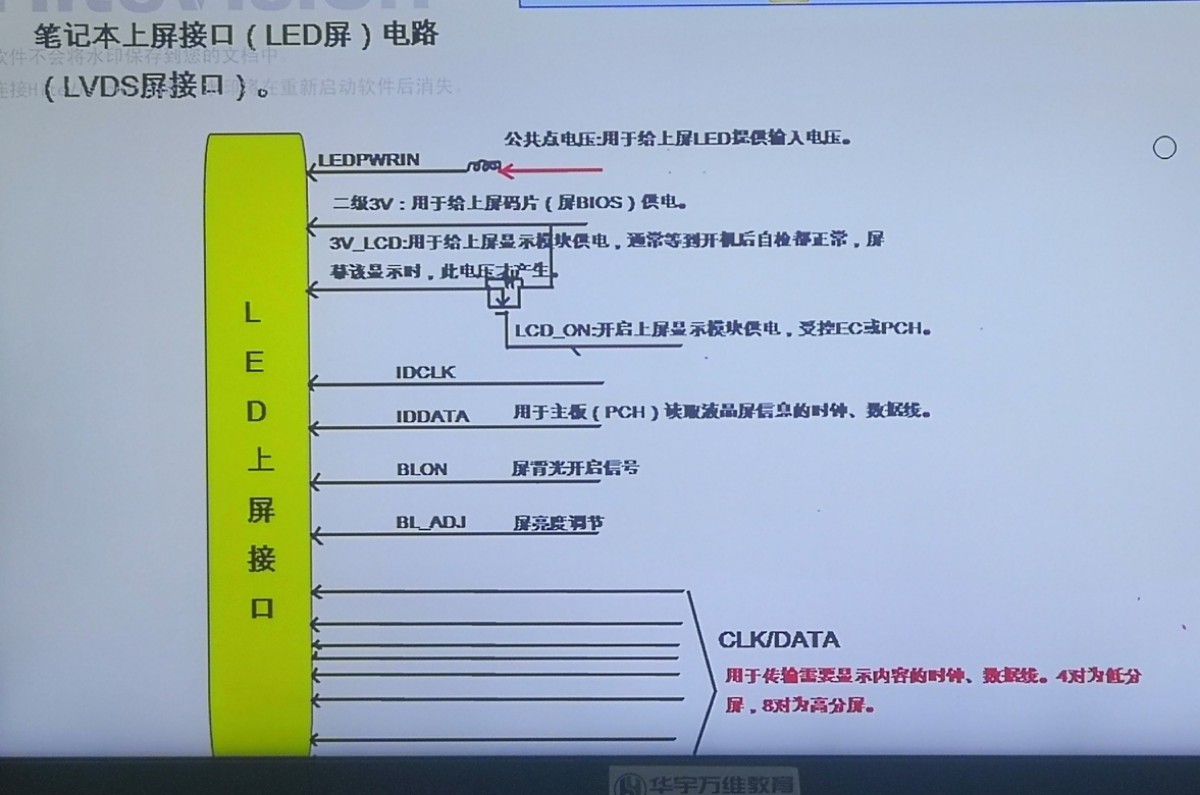 笔记本上屏接口（LED屏）电路
软件不会将水印保存到您的文档中
（LVDS屏接口）。
在重新启动软件后消失.
公共点电压:用于给上屏LED提供输入电压。
LEDPWRIN
二级3V：用于给上屏码片（屏BIOS）供电。
3V_LCD:用于给上屏显示模块供电，通常等到开机后自检都正常，屏
幕该显示时，此电压才产生。
LCD_ON:开启上屏显示模块供电，受控EC或PCH。
IDCLK
IDDATA 用于主板（PCH）读取液晶屏信息的时钟、数据线。
BLON 屏背光开启信号
BL_ADJ 屏亮度调节
LED上屏接口
CLK/DATA
用于传输需要显示内容的时钟、数据线。4对为低分
屏，8对为高分屏。
华宇万维教育